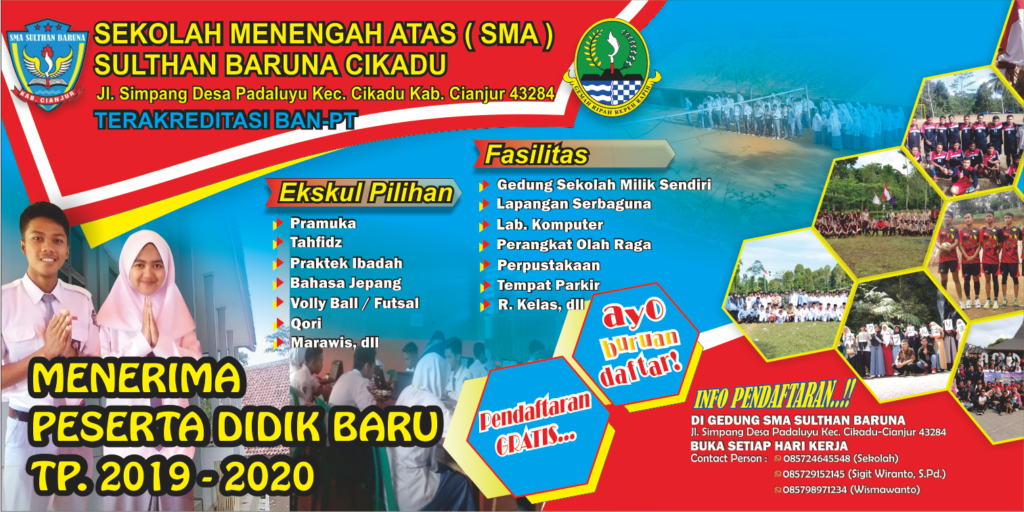 SMA SULTHAN BARUNA
KAB. CIANJUR
SEKOLAH MENENGAH ATAS ( SMA )
SULTHAN BARUNA CIKADU
Jl. Simpang Desa Padaluyu Kec. Cikadu Kab. Cianjur 43284
TERAKREDITASI BAN-PT
GEMAH RIPAH REPEH RAPIH
Ekskul Pilihan
Pramuka
Tahfidz
Praktek Ibadah
Bahasa Jepang
Volly Ball / Futsal
Qori
Marawis, dll
Fasilitas
Gedung Sekolah Milik Sendiri
Lapangan Serbaguna
Lab. Komputer
Perangkat Olah Raga
Perpustakaan
Tempat Parkir
R. Kelas, dll
ayo
buruan
daftar!
Pendaftaran
GRATIS...
MENERIMA
PESERTA DIDIK BARU
TP. 2019 - 2020
INFO PENDAFTARAN..!!
DI GEDUNG SMA SULTHAN BARUNA
Jl. Simpang Desa Padaluyu Kec. Cikadu-Cianjur 43284
BUKA SETIAP HARI KERJA
Contact Person : 085724645548 (Sekolah)
085729152145 (Sigit Wiranto, S.Pd.)
085798971234 (Wismawanto)